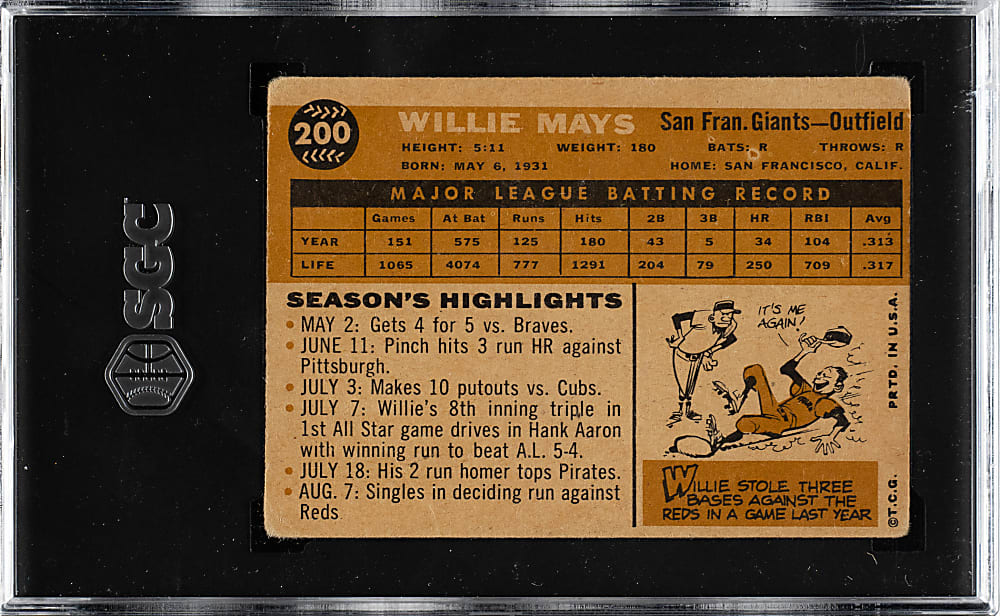 SGC
200
WILLIE MAYS San Fran. Giants—Outfield
HEIGHT: 5:11 WEIGHT: 180 BATS: R THROWS: R
BORN: MAY 6, 1931 HOME: SAN FRANCISCO, CALIF.
MAJOR LEAGUE BATTING RECORD
Games At Bat Runs Hits 2B 3B HR RBI Avg
YEAR 151 575 125 180 43 5 34 104 .313
LIFE 1065 4074 777 1291 204 79 250 709 .317
SEASON'S HIGHLIGHTS
• MAY 2: Gets 4 for 5 vs. Braves.
• JUNE 11: Pinch hits 3 run HR against
Pittsburgh.
• JULY 3: Makes 10 putouts vs. Cubs.
• JULY 7: Willie's 8th inning triple in
1st All Star game drives in Hank Aaron
with winning run to beat A.L. 5-4.
• JULY 18: His 2 run homer tops Pirates.
• AUG. 7: Singles in deciding run against
Reds
IT'S ME
AGAIN!
WILLIE STOLE THREE
BASES AGAINST THE
REDS IN A GAME LAST YEAR
©T.C.G. PRTD. IN U.S.A.